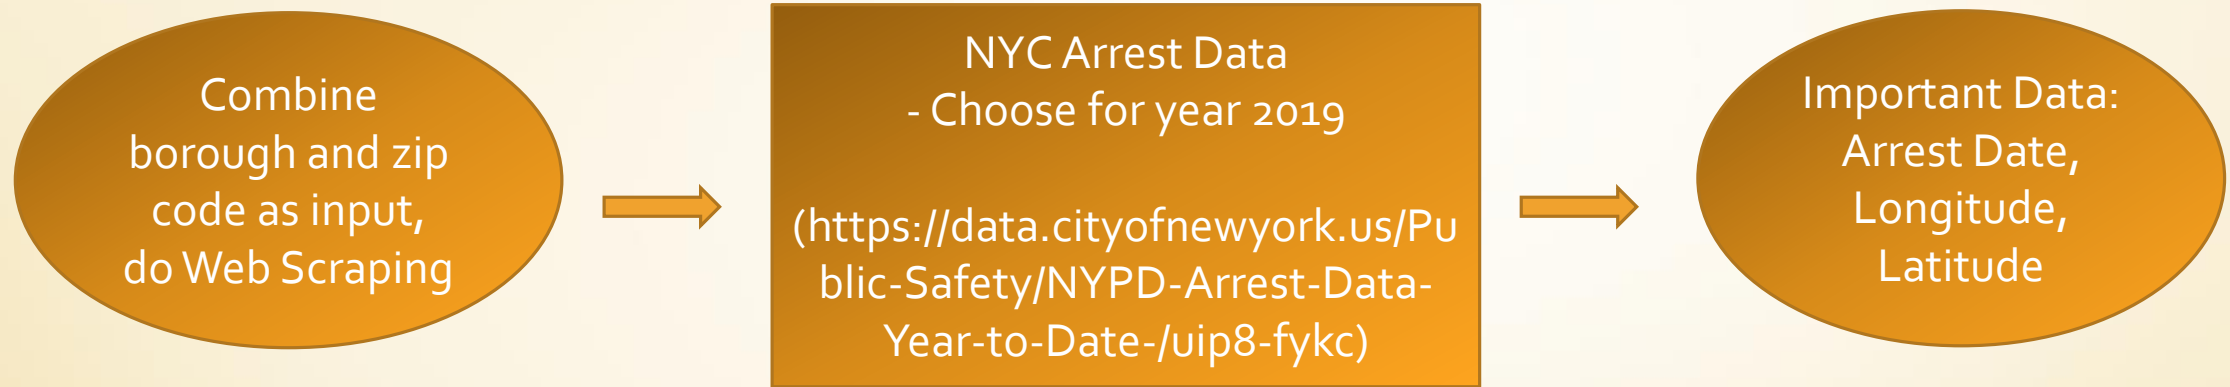 Combine
borough and zip
code as input,
do Web Scraping
NYC Arrest Data
- Choose for year 2019
(https://data.cityofnewyork.us/Pu
blic-Safety/NYPD-Arrest-Data-
Year-to-Date-/uip8-fykc)
Important Data:
Arrest Date,
Longitude,
Latitude